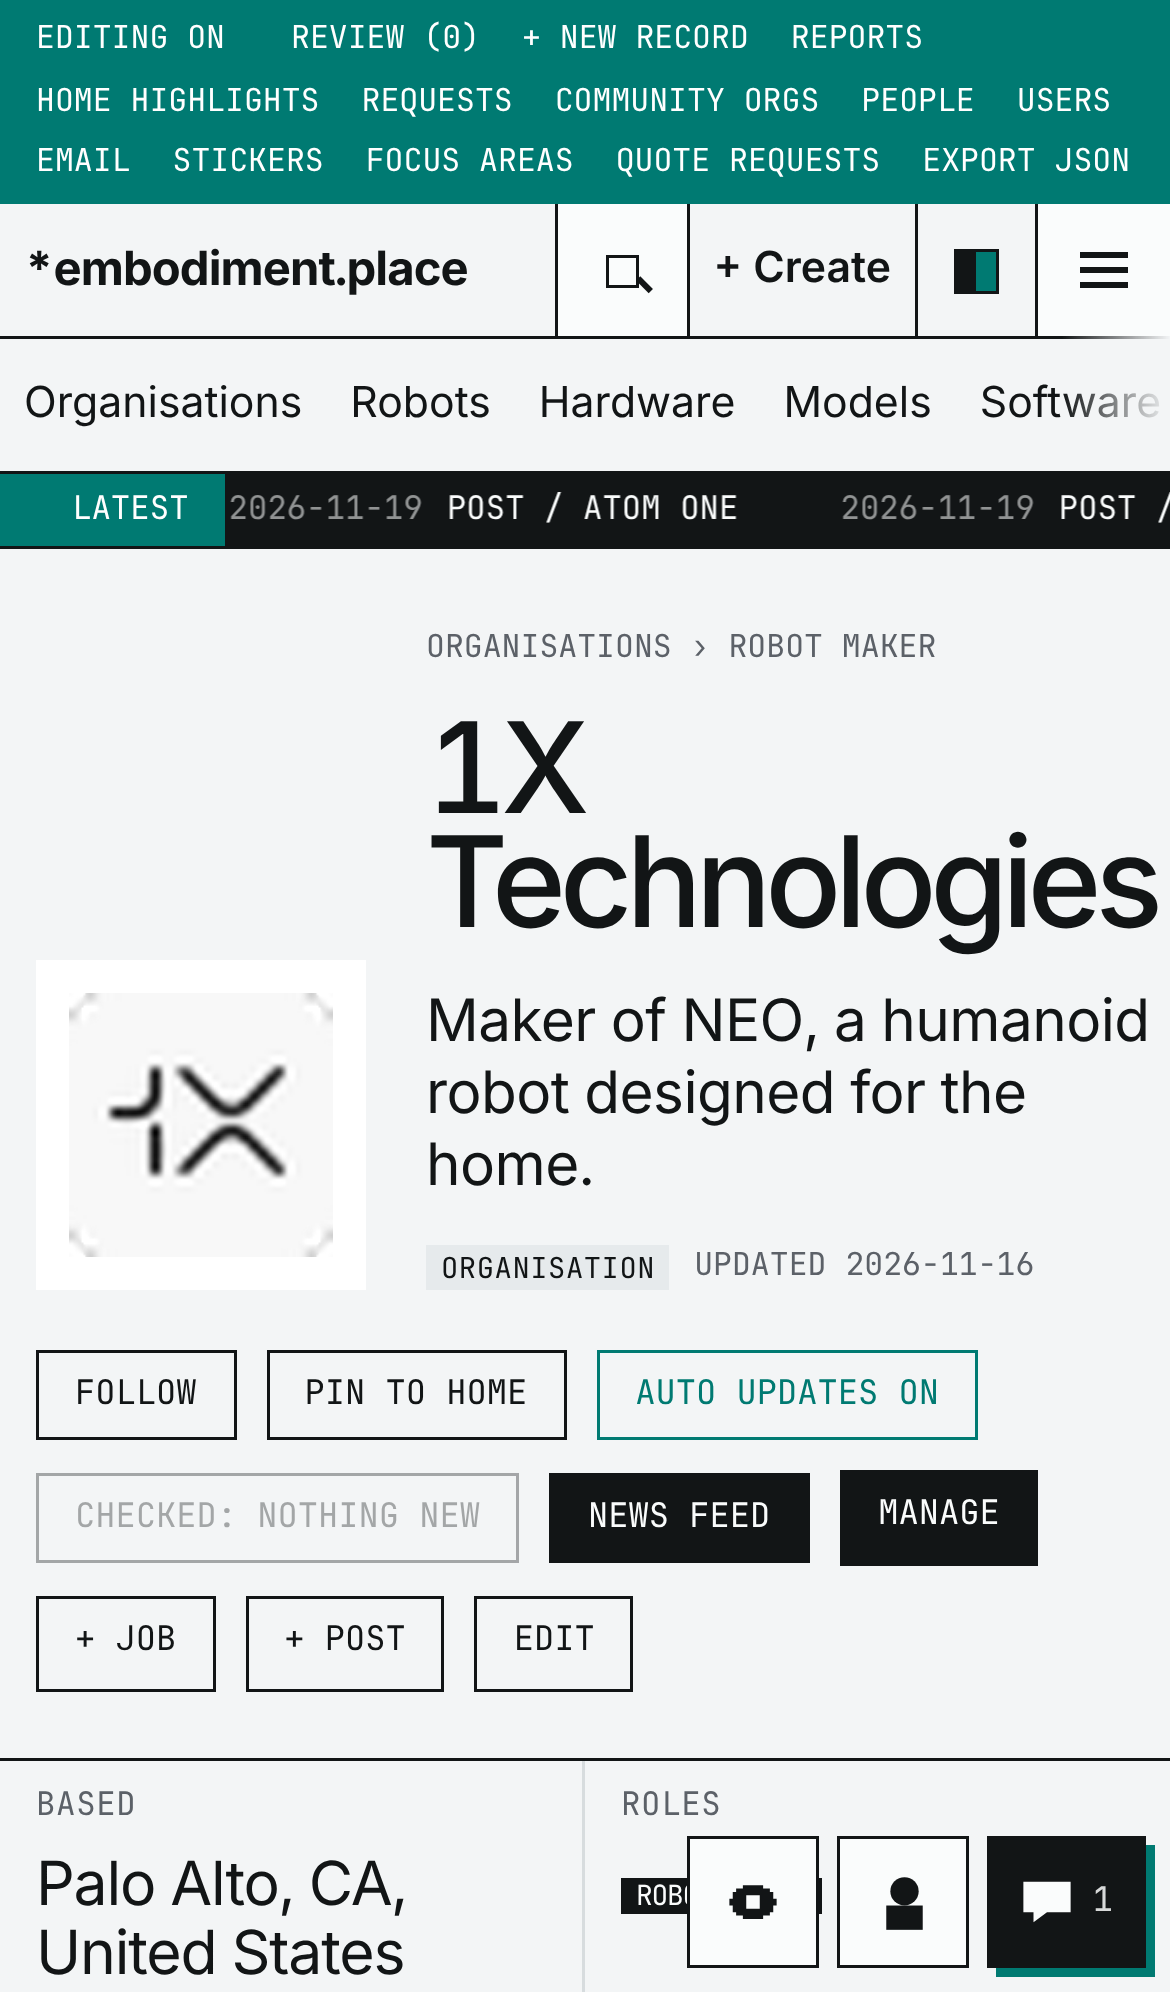 EDITING ON REVIEW (0) + NEW RECORD REPORTS
HOME HIGHLIGHTS REQUESTS COMMUNITY ORGS PEOPLE USERS
EMAIL STICKERS FOCUS AREAS QUOTE REQUESTS EXPORT JSON
*embodiment.place + Create
Organisations Robots Hardware Models Software
LATEST 2026-11-19 POST / ATOM ONE 2026-11-19 POST /
ORGANISATIONS › ROBOT MAKER
1X
Technologies
Maker of NEO, a humanoid
robot designed for the
home.
ORGANISATION UPDATED 2026-11-16
FOLLOW PIN TO HOME AUTO UPDATES ON
CHECKED: NOTHING NEW NEWS FEED MANAGE
+ JOB + POST EDIT
BASED ROLES
Palo Alto, CA,
United States
1